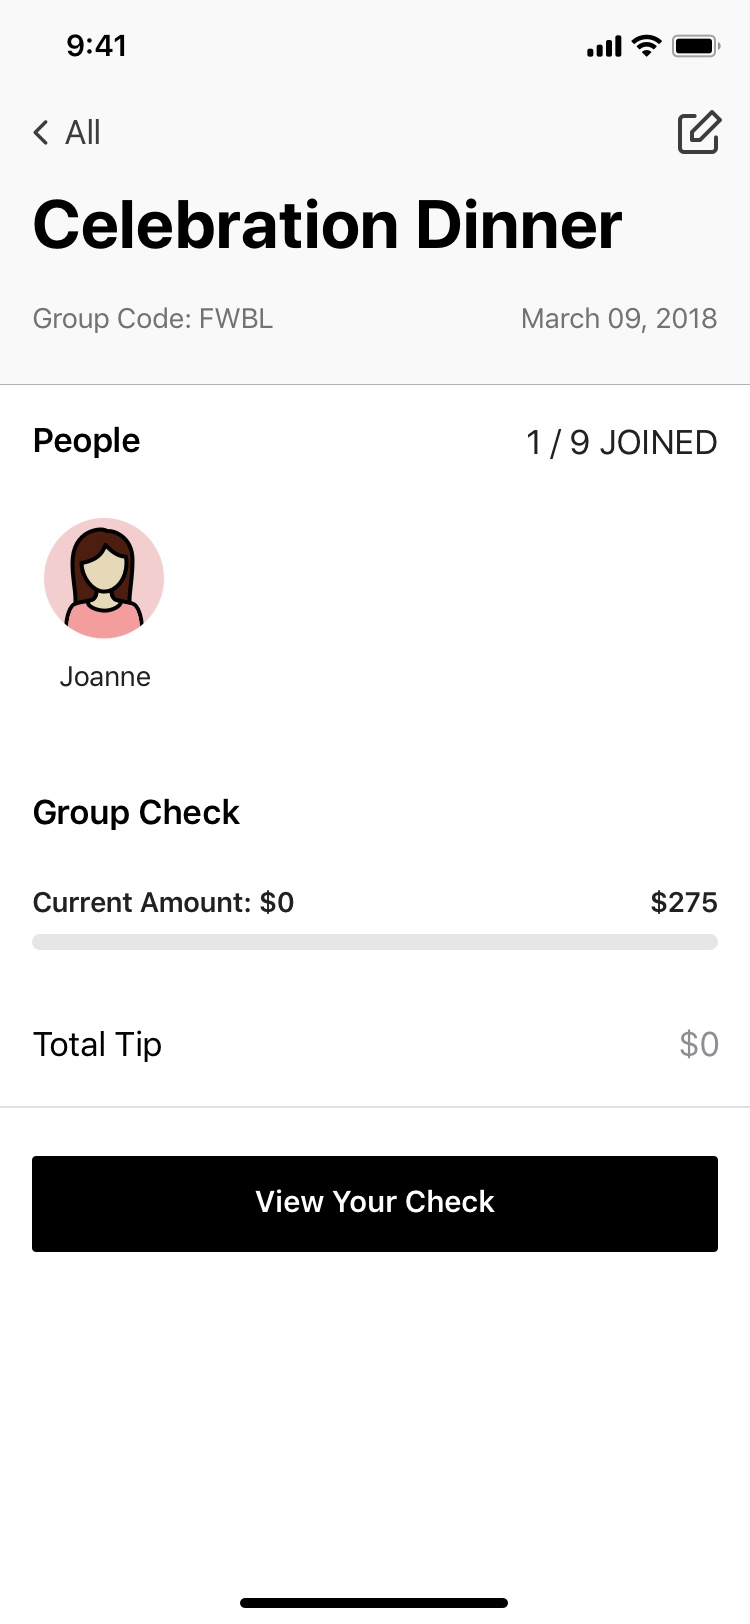 9:41
All
Celebration Dinner
Group Code: FWBL March 09, 2018
People 1 / 9 JOINED
Joanne
Group Check
Current Amount: $0 $275
Total Tip $0
View Your Check